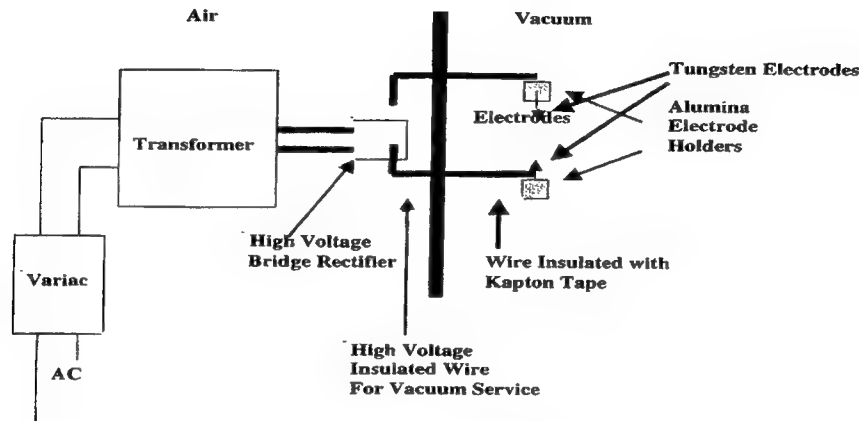 Air
Vacuum
Tungsten Electrodes
Electrodes
Alumina
Electrode
Holders
Transformer
High Voltage
Bridge Rectifier
Wire Insulated with
Kapton Tape
Variac
High Voltage
Insulated Wire
For Vacuum Service
AC